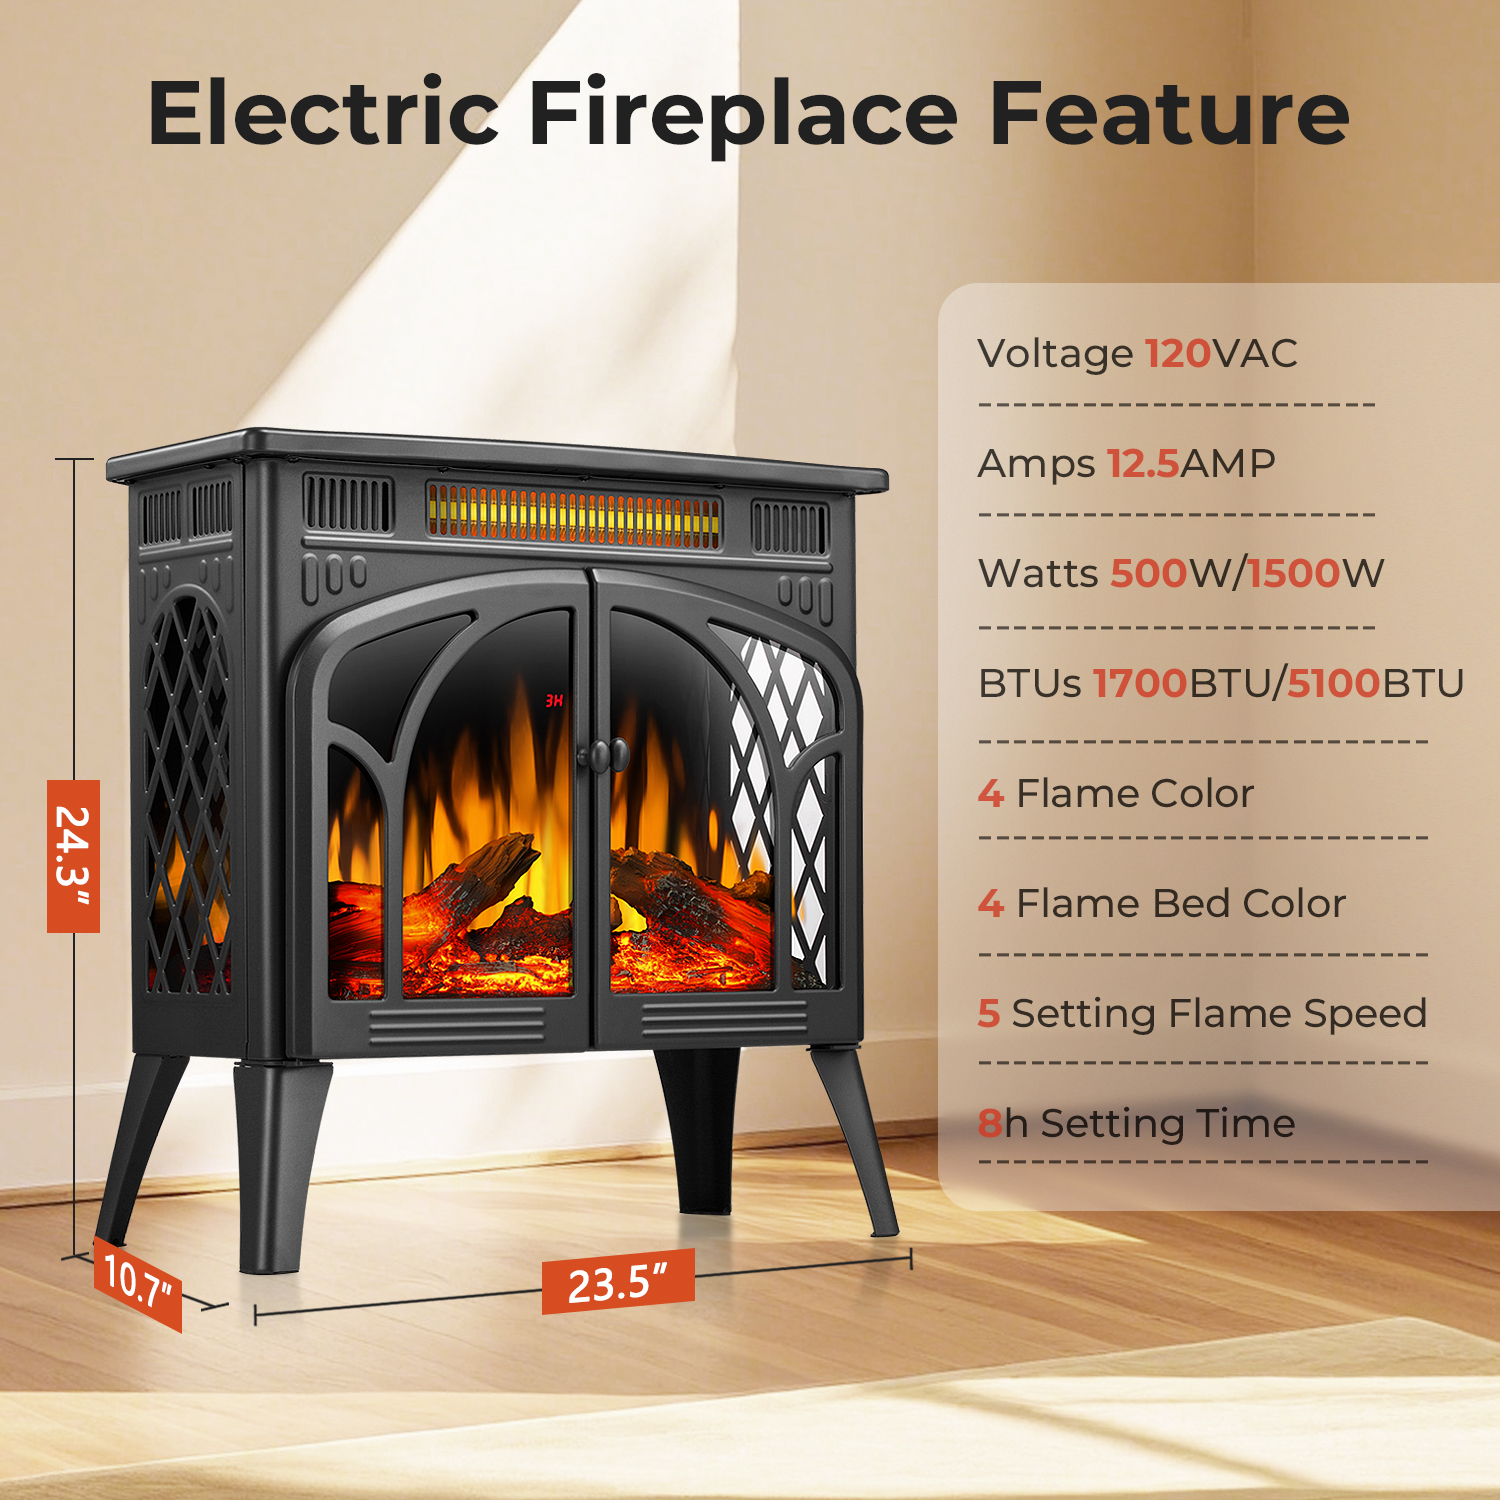 Electric Fireplace Feature
Voltage 120VAC
Amps 12.5AMP
Watts 500W/1500W
BTUs 1700BTU/5100BTU
4 Flame Color
4 Flame Bed Color
5 Setting Flame Speed
8h Setting Time
3H
24.3"
10.7"
23.5"